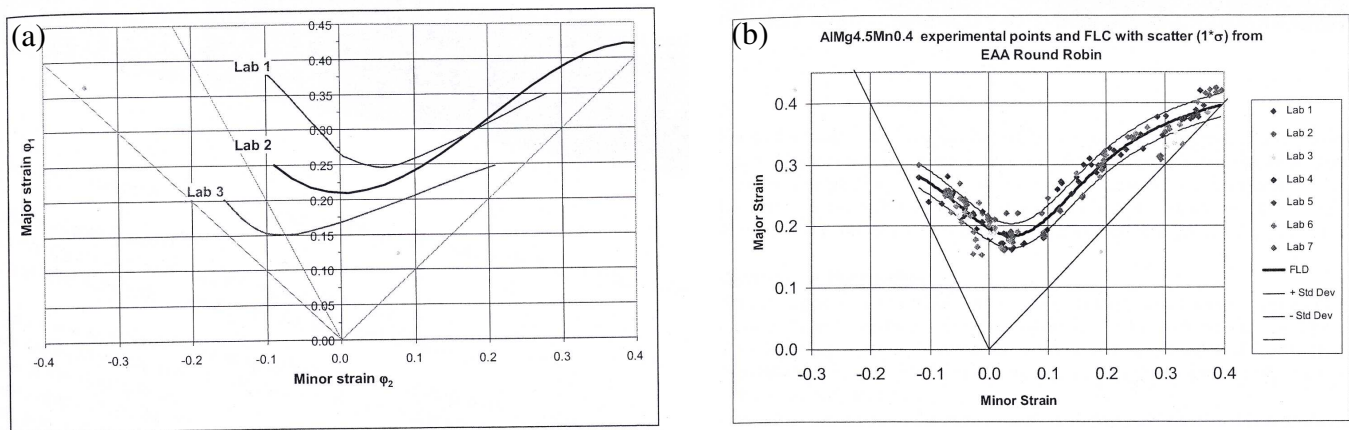 (a)
Major strain φ1
0.45
0.40
0.35
0.30
0.25
0.20
0.15
0.10
0.05
0.00
Lab 1
Lab 2
Lab 3
-0.4
-0.3
-0.2
-0.1
0.0
0.1
0.2
0.3
0.4
Minor strain φ2
(b)
AlMg4.5Mn0.4 experimental points and FLC with scatter (1*σ) from
EAA Round Robin
Major Strain
0.4
0.3
0.2
0.1
0.0
-0.3
-0.2
-0.1
0.0
0.1
0.2
0.3
0.4
Minor Strain
Lab 1
Lab 2
Lab 3
Lab 4
Lab 5
Lab 6
Lab 7
FLD
+ Std Dev
- Std Dev